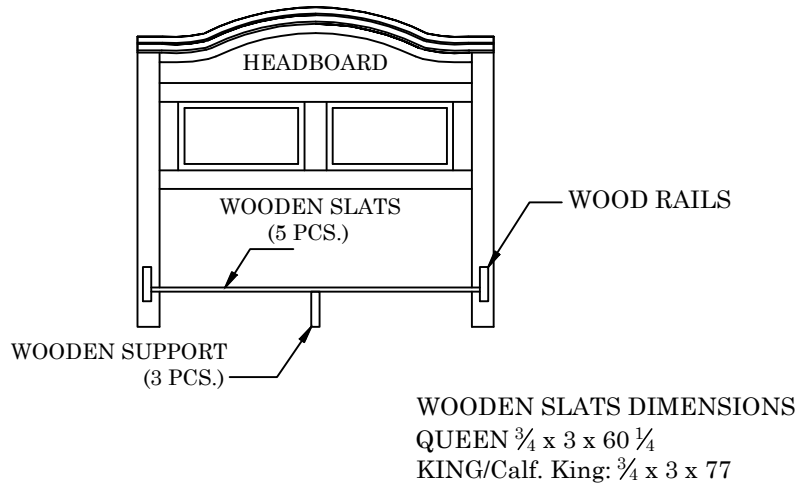 HEADBOARD
WOODEN SLATS
(5 PCS.)
WOOD RAILS
WOODEN SUPPORT
(3 PCS.)
WOODEN SLATS DIMENSIONS
QUEEN ¾ x 3 x 60 ¼
KING/Calf. King: ¾ x 3 x 77